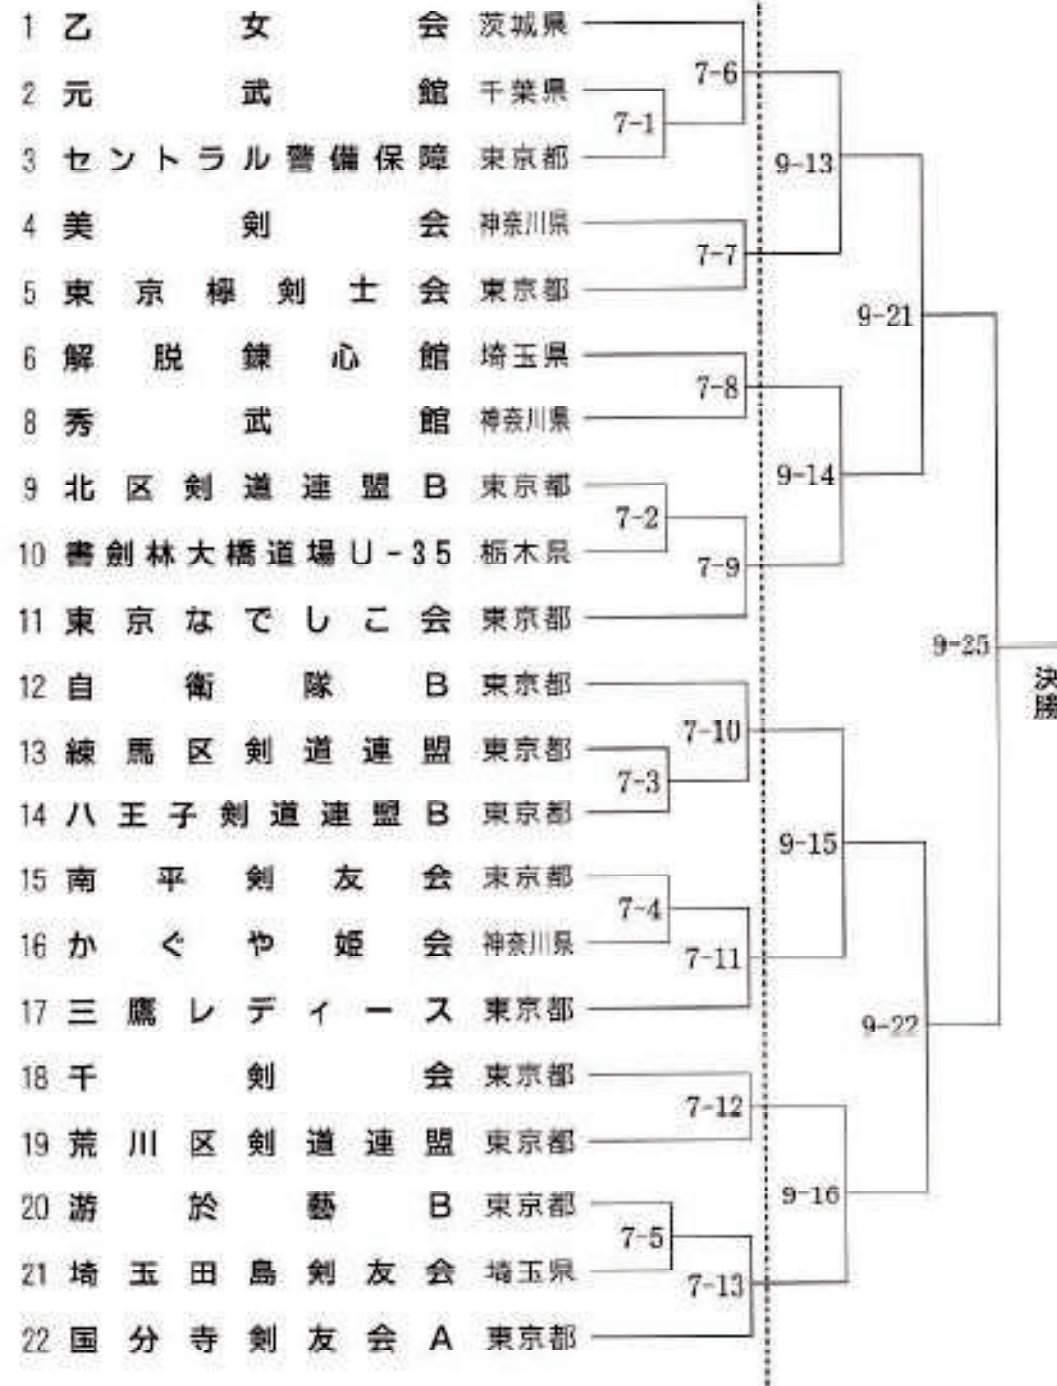 1 乙女会 茨城県
7-6
2 元武館 千葉県
7-1
3 セントラル警備保障 東京都
9-13
4 美剣会 神奈川県
7-7
5 東京欅剣士会 東京都
9-21
6 解脱錬心館 埼玉県
7-8
8 秀武館 神奈川県
9-14
9 北区剣道連盟B 東京都
7-2
10 書剣林大橋道場U-35 栃木県
7-9
11 東京なでしこ会 東京都
9-25
決勝
12 自衛隊B 東京都
7-10
13 練馬区剣道連盟 東京都
7-3
14 八王子剣道連盟B 東京都
9-15
15 南平剣友会 東京都
7-4
16 かぐや姫会 神奈川県
7-11
17 三鷹レディース 東京都
9-22
18 千剣会 東京都
7-12
19 荒川区剣道連盟 東京都
9-16
20 游於藝B 東京都
7-5
21 埼玉田島剣友会 埼玉県
7-13
22 国分寺剣友会A 東京都